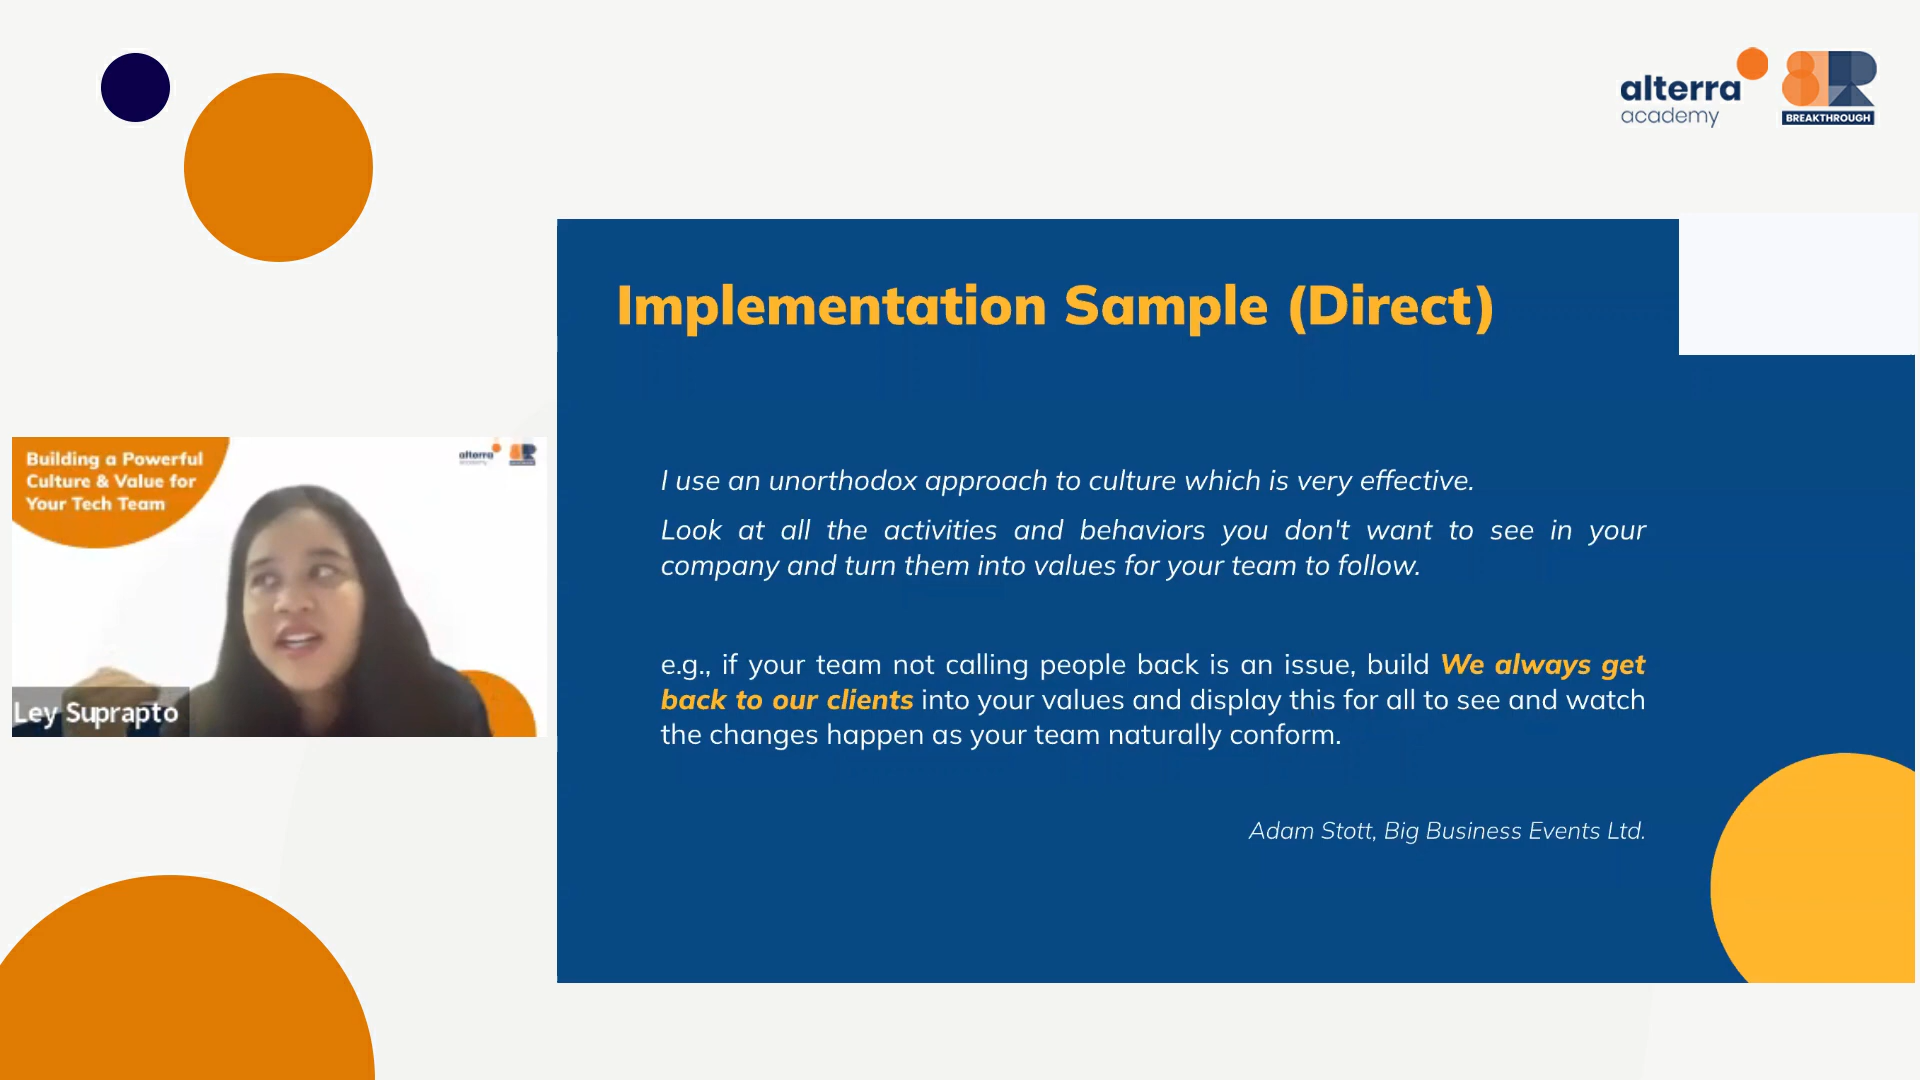 alterra
academy
BREAKTHROUGH
Implementation Sample (Direct)
I use an unorthodox approach to culture which is very effective.
Look at all the activities and behaviors you don't want to see in your
company and turn them into values for your team to follow.
e.g., if your team not calling people back is an issue, build We always get
back to our clients into your values and display this for all to see and watch
the changes happen as your team naturally conform.
Adam Stott, Big Business Events Ltd.
Building a Powerful
Culture & Value for
Your Tech Team
alterra
Ley Suprapto